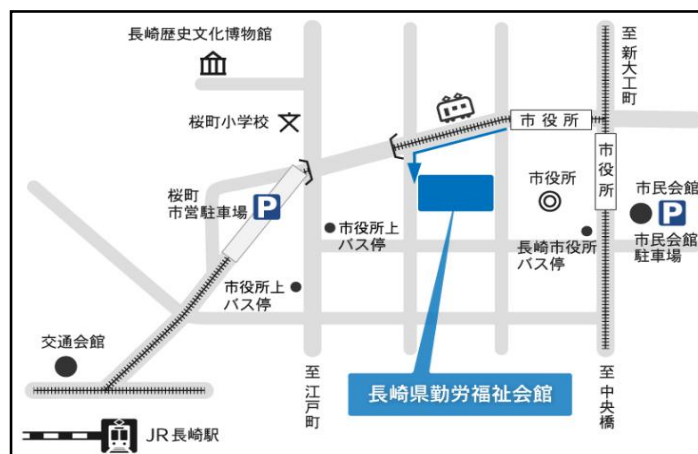 長崎歴史文化博物館
桜町小学校
至新大工町
市役所
市役所
桜町
市営駐車場
P
市役所
市民会館
P
市民会館
駐車場
市役所上
バス停
長崎市役所
バス停
市役所上
バス停
交通会館
至江戸町
長崎県勤労福祉会館
至中央橋
JR長崎駅